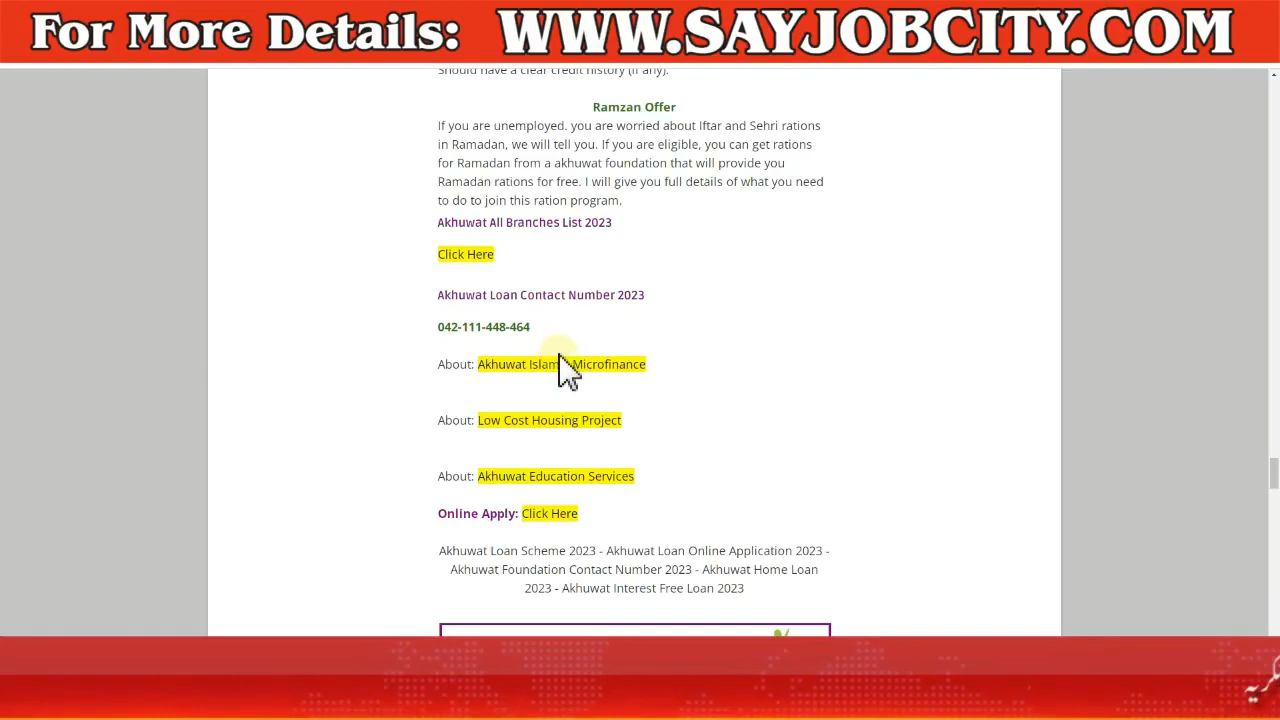 For More Details: WWW.SAYJOBCITY.COM
Should have a clear credit history (if any).
Ramzan Offer
If you are unemployed. you are worried about Iftar and Sehri rations
in Ramadan, we will tell you. If you are eligible, you can get rations
for Ramadan from a akhuwat foundation that will provide you
Ramadan rations for free. I will give you full details of what you need
to do to join this ration program.
Akhuwat All Branches List 2023
Click Here
Akhuwat Loan Contact Number 2023
042-111-448-464
About: Akhuwat Islamic Microfinance
About: Low Cost Housing Project
About: Akhuwat Education Services
Online Apply: Click Here
Akhuwat Loan Scheme 2023 - Akhuwat Loan Online Application 2023 -
Akhuwat Foundation Contact Number 2023 - Akhuwat Home Loan
2023 - Akhuwat Interest Free Loan 2023